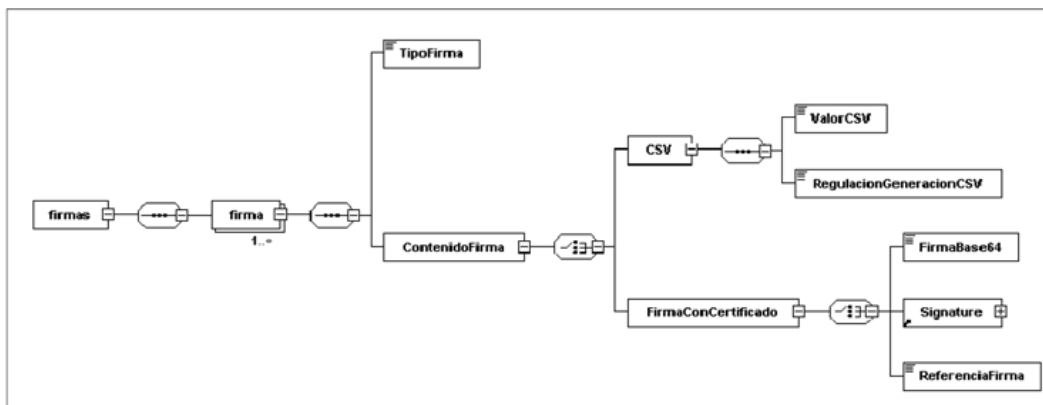 TipoFirma
ValorCSV
CSV
RegulacionGeneracionCSV
firmas
firma
1..∞
ContenidoFirma
FirmaBase64
FirmaConCertificado
Signature
ReferenciaFirma